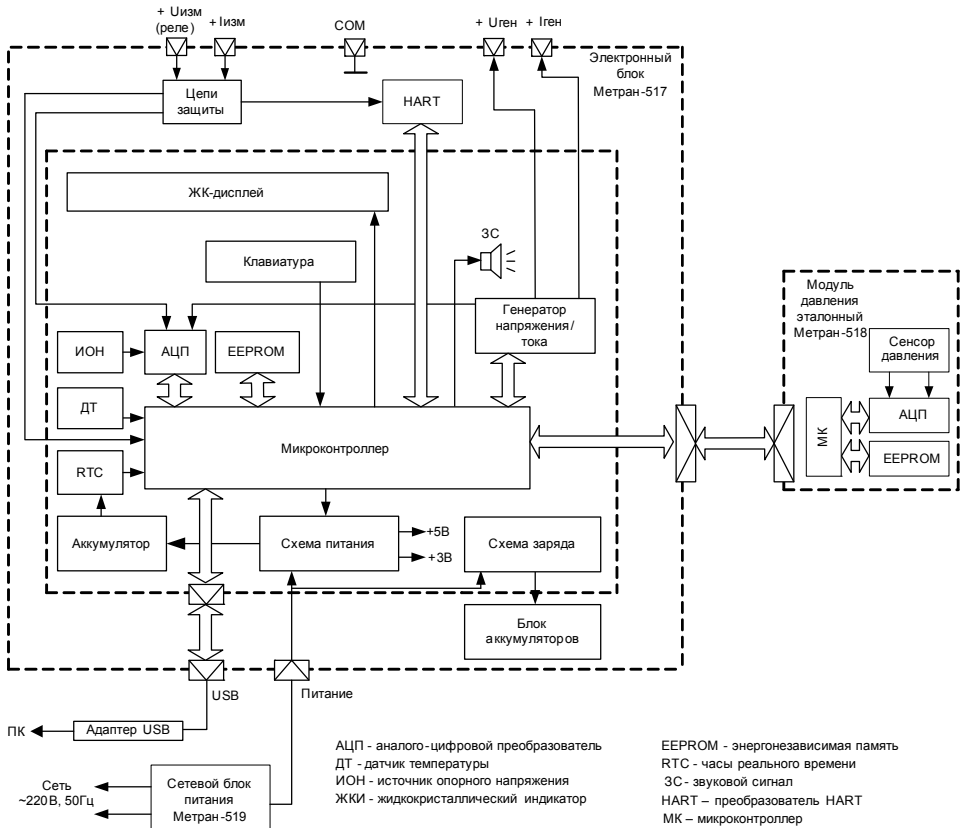 + Uизм
(реле)
+ Iизм
COM
+ Uген
+ Iген
Электронный
блок
Метран-517
Цепи
защиты
HART
ЖК-дисплей
ЗС
Клавиатура
Генератор
напряжения/
тока
ИОН
АЦП
EEPROM
ДТ
Микроконтроллер
RTC
Аккумулятор
Схема питания
+5В
+3В
Схема заряда
Блок
аккумуляторов
Модуль
давления
эталонный
Метран-518
Сенсор
давления
МК
АЦП
EEPROM
USB
Питание
ПК
Адаптер USB
Сеть
~220В, 50Гц
Сетевой блок
питания
Метран-519
АЦП - аналого-цифровой преобразователь
ДТ - датчик температуры
ИОН - источник опорного напряжения
ЖКИ - жидкокристаллический индикатор
EEPROM - энергонезависимая память
RTC - часы реального времени
ЗС - звуковой сигнал
HART – преобразователь HART
МК – микроконтроллер